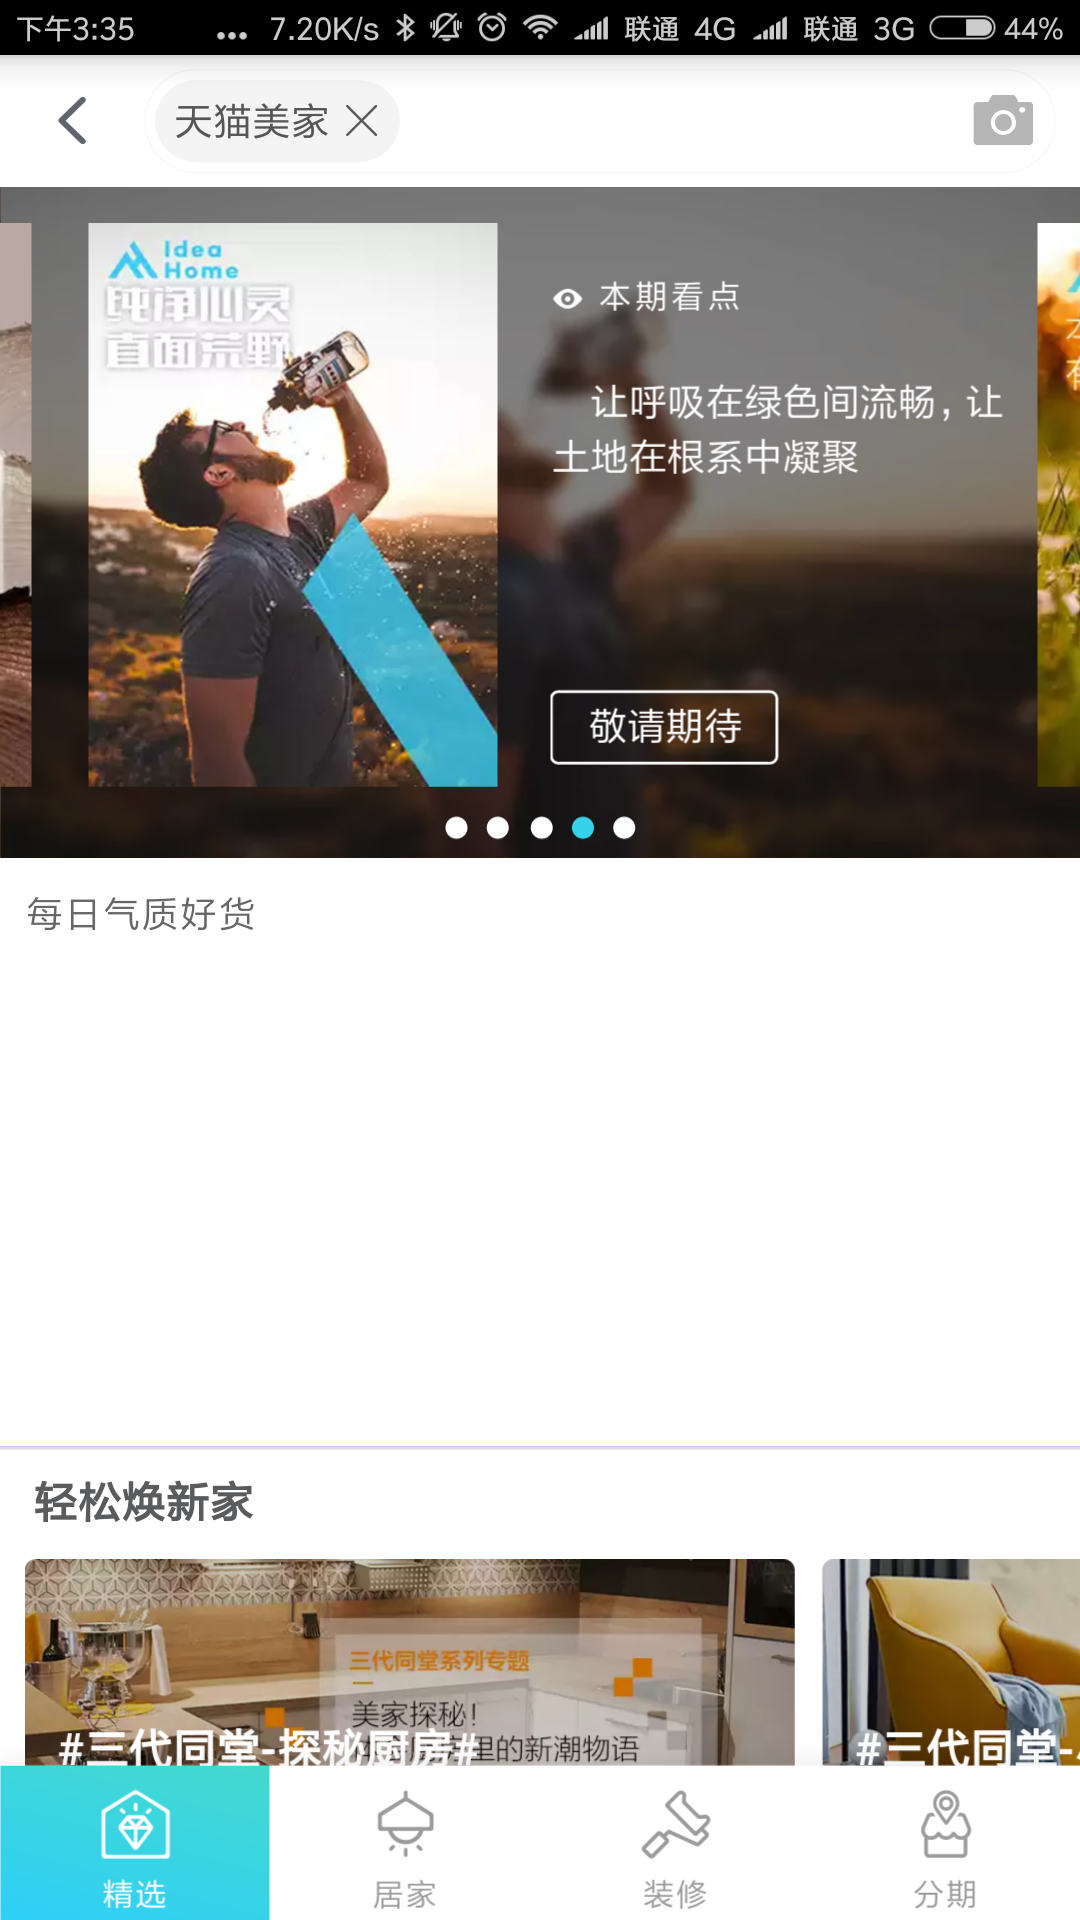 下午3:35 ... 7.20K/s 联通 4G 联通 3G 44%
天猫美家
Idea
Home
纯净心灵
直面荒野
本期看点
让呼吸在绿色间流畅，让
土地在根系中凝聚
敬请期待
每日气质好货
轻松焕新家
三代同堂系列专题
美家探秘!
里的新潮物语
#三代同堂-探秘厨房#
#三代同堂-
精选 居家 装修 分期